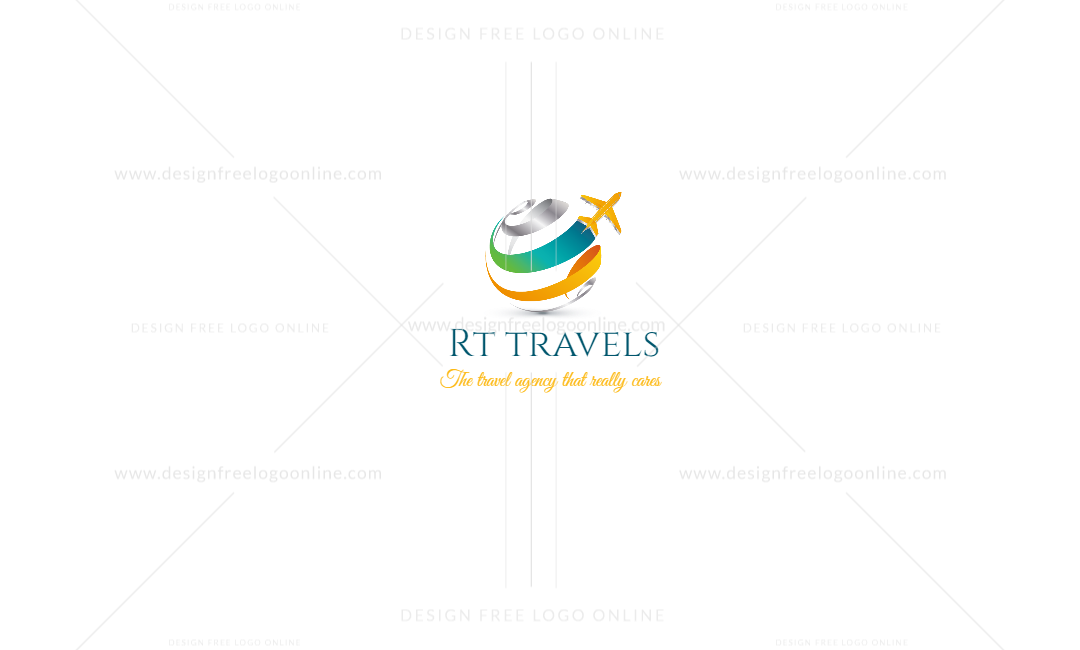 DESIGN FREE LOGO ONLINE DESIGN FREE LOGO ONLINE
DESIGN FREE LOGO ONLINE
www.designfreelogoonline.com www.designfreelogoonline.com
DESIGN FREE LOGO ONLINE www.designfreelogoonline.com DESIGN FREE LOGO ONLINE
RT TRAVELS
The travel agency that really cares
www.designfreelogoonline.com www.designfreelogoonline.com
DESIGN FREE LOGO ONLINE
DESIGN FREE LOGO ONLINE DESIGN FREE LOGO ONLINE